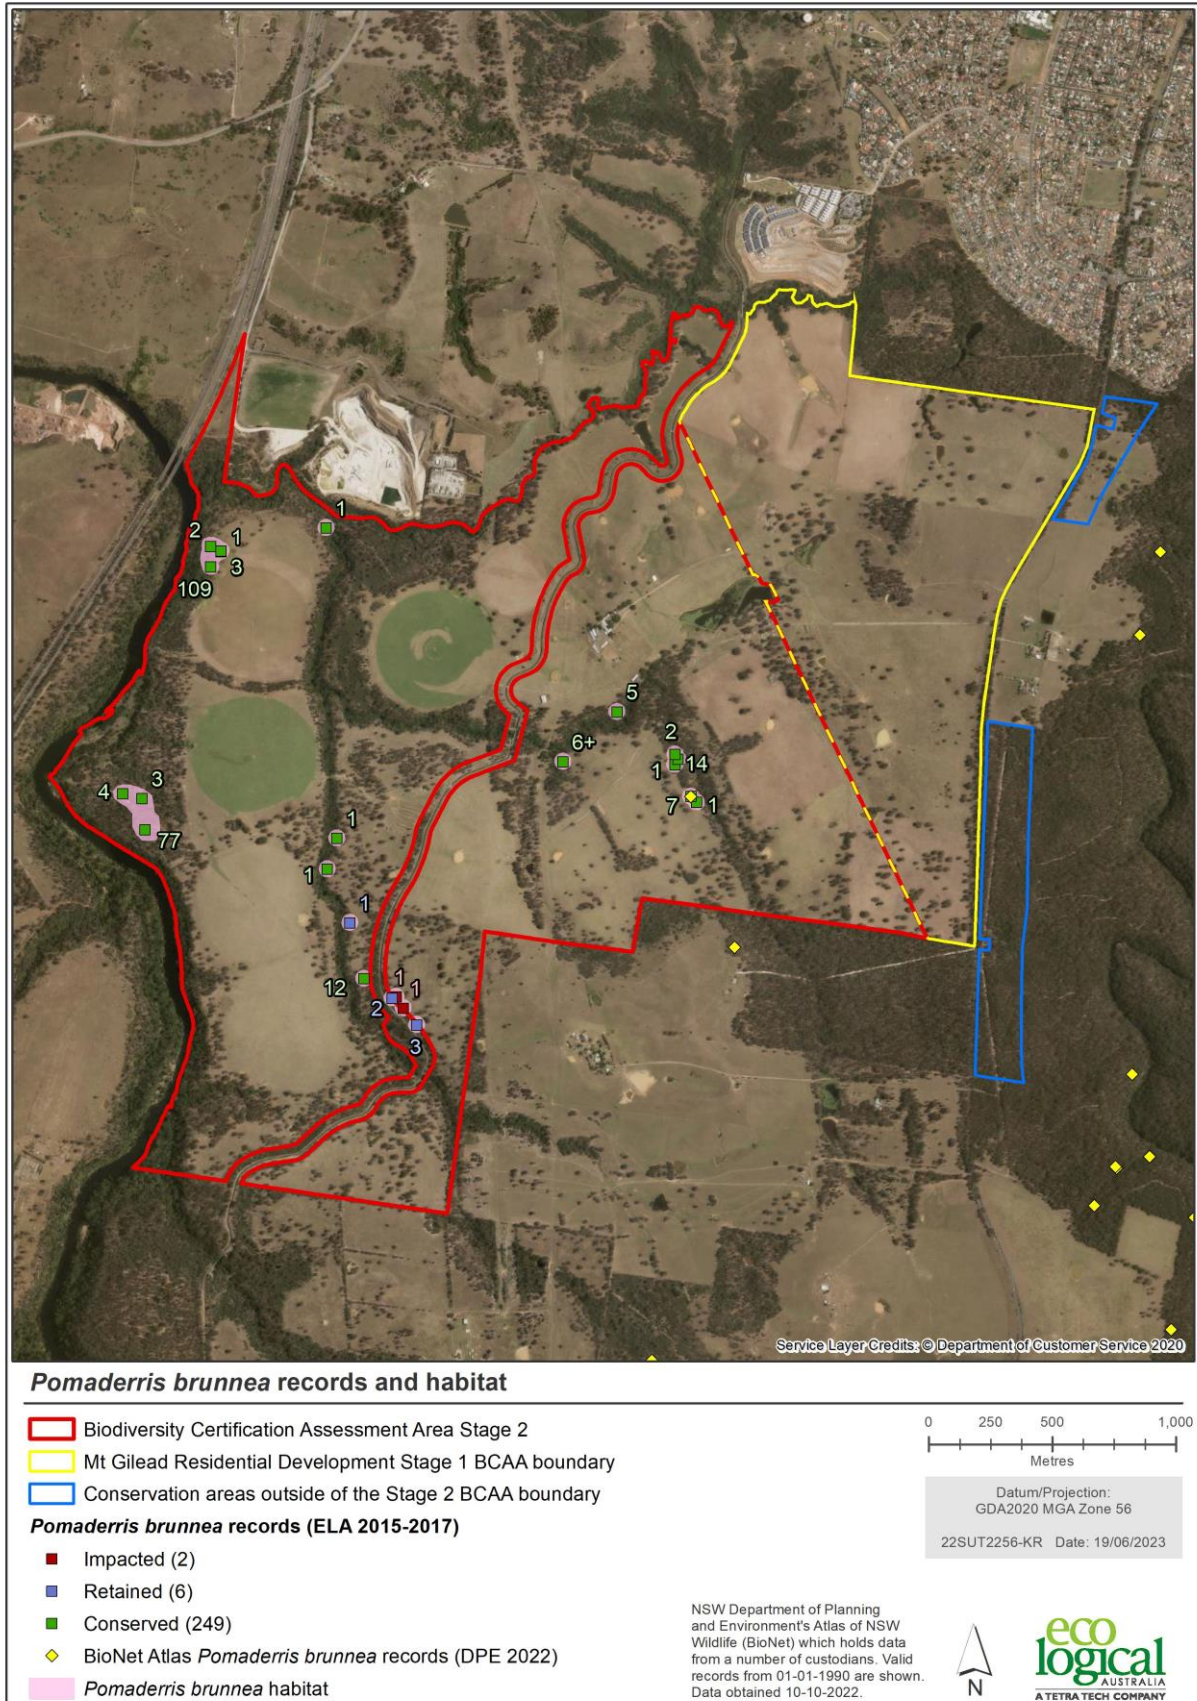 1
2
1
3
109
5
2
6+
14
1
7
1
4
3
77
1
1
1
12
1
1
2
3
Service Layer Credits: © Department of Customer Service 2020
Pomaderris brunnea records and habitat
Biodiversity Certification Assessment Area Stage 2
Mt Gilead Residential Development Stage 1 BCAA boundary
Conservation areas outside of the Stage 2 BCAA boundary
Pomaderris brunnea records (ELA 2015-2017)
Impacted (2)
Retained (6)
Conserved (249)
BioNet Atlas Pomaderris brunnea records (DPE 2022)
Pomaderris brunnea habitat
0 250 500 1,000
Metres
Datum/Projection:
GDA2020 MGA Zone 56
22SUT2256-KR Date: 19/06/2023
NSW Department of Planning
and Environment's Atlas of NSW
Wildlife (BioNet) which holds data
from a number of custodians. Valid
records from 01-01-1990 are shown.
Data obtained 10-10-2022.
N
eco
logical
AUSTRALIA
A TETRA TECH COMPANY